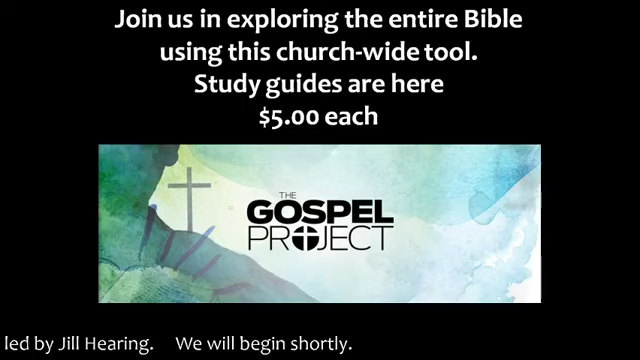 Join us in exploring the entire Bible
using this church-wide tool.
Study guides are here
$5.00 each
THE
GOSPEL
PROJECT
led by Jill Hearing. We will begin shortly.